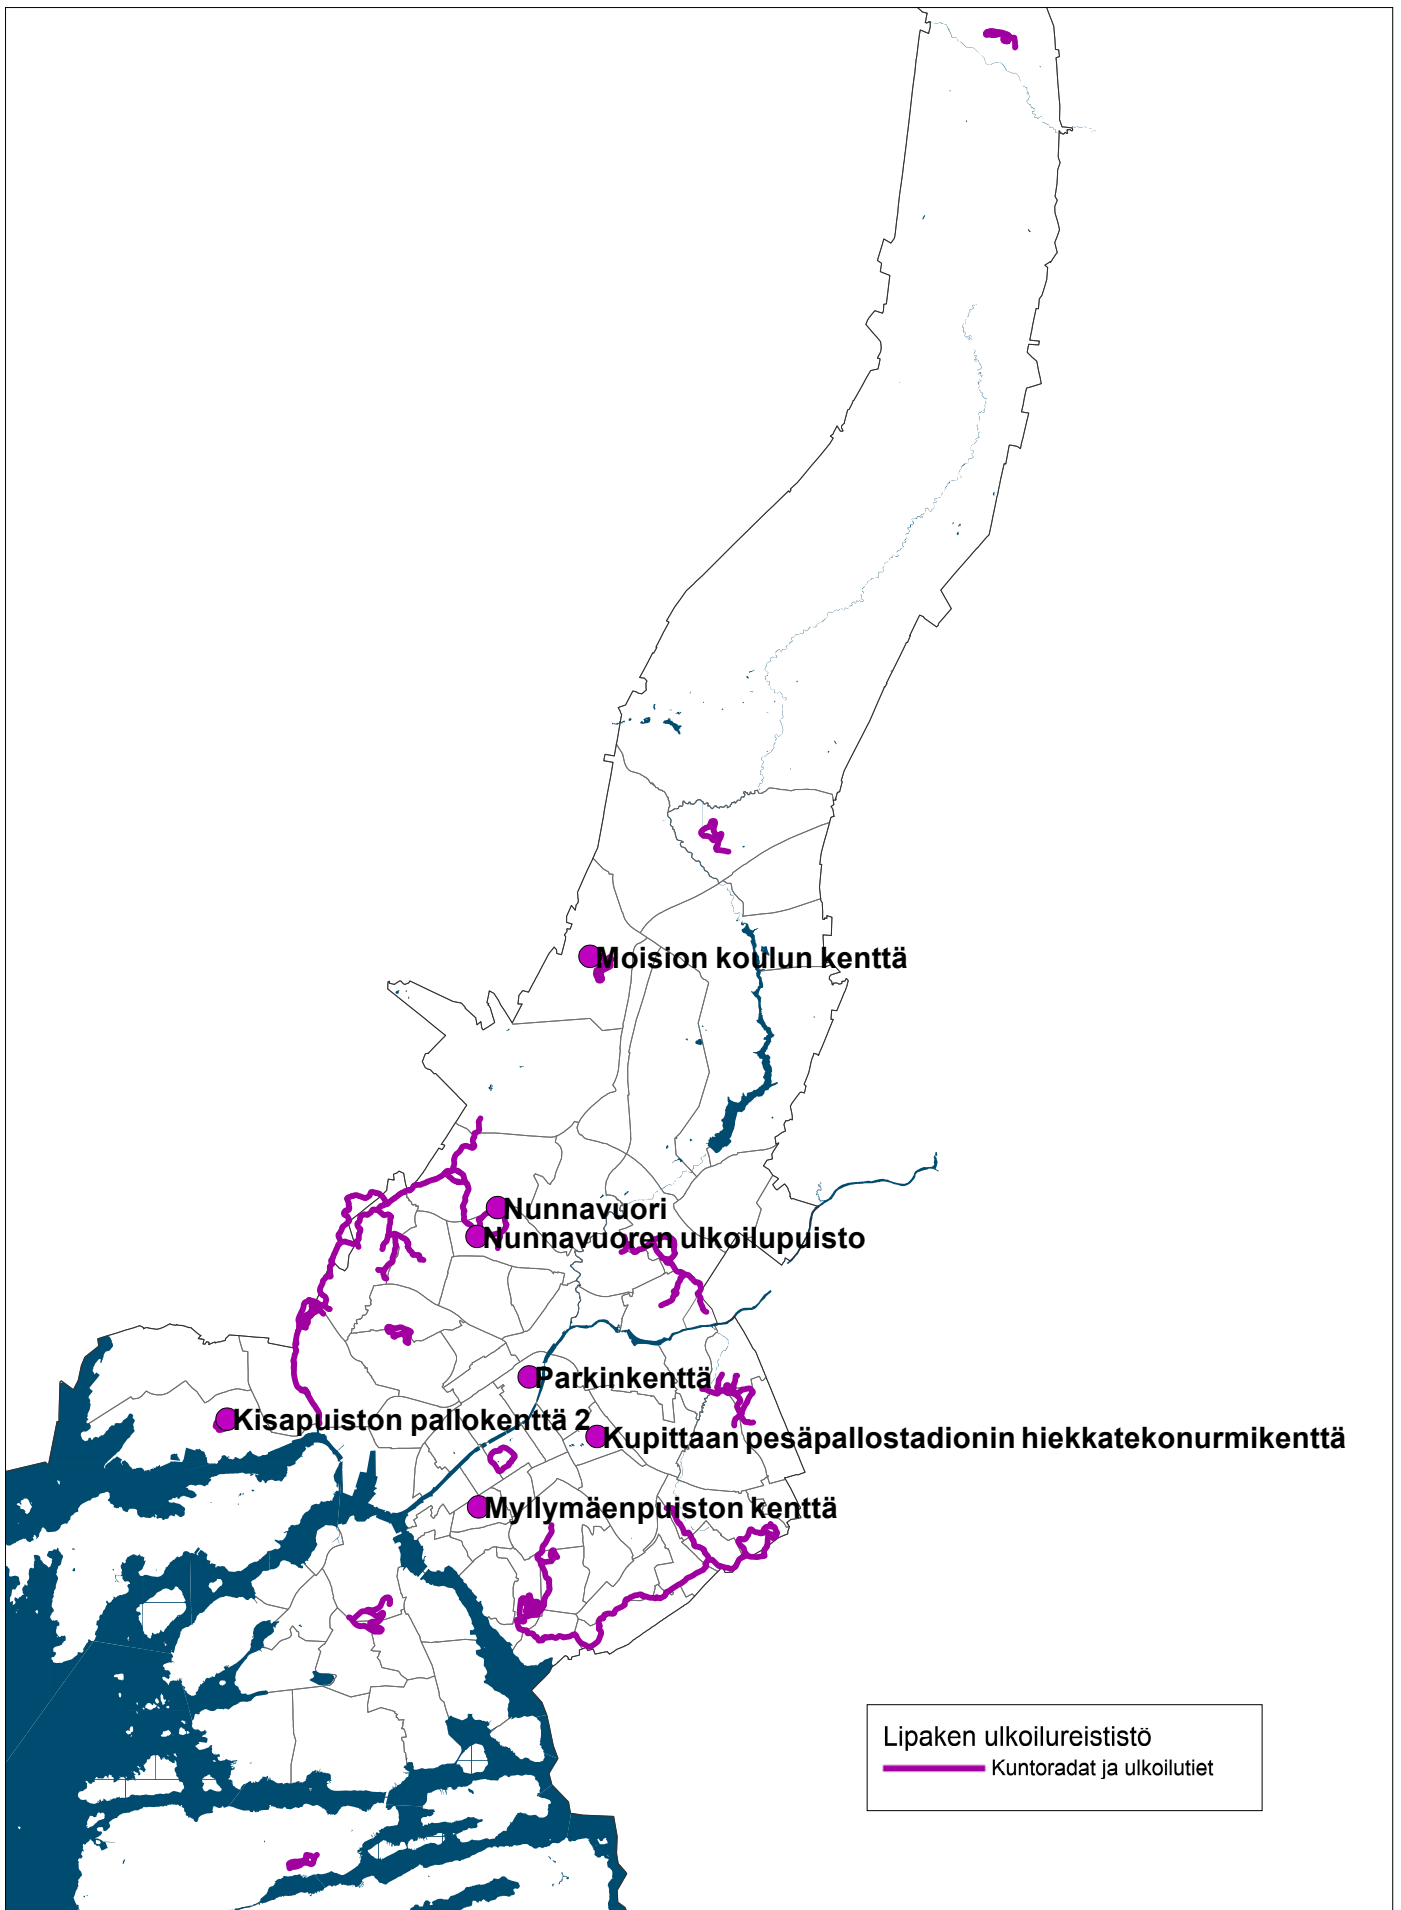 Moision koulun kenttä
Nunnavuori
Nunnavuoren ulkoilupuisto
Parkinkenttä
Kisapuiston pallokenttä 2
Kupittaan pesäpallostadionin hiekkatekonurmikenttä
Myllymäenpuiston kenttä
Lipaken ulkoilureististö
Kuntoradat ja ulkoilutiet